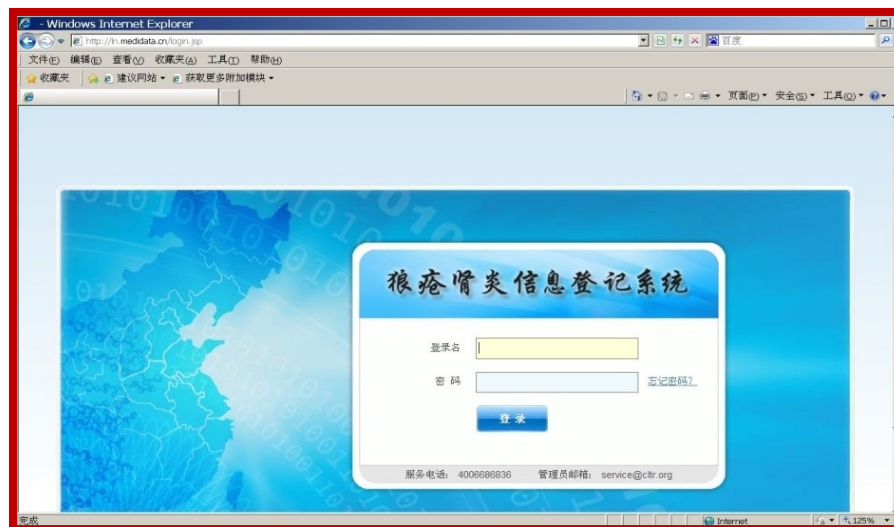 - Windows Internet Explorer
http://ln.medidata.cn/login.jsp
百度
文件(F) 编辑(E) 查看(V) 收藏夹(A) 工具(T) 帮助(H)
收藏夹 建议网站 获取更多附加模块
页面(P) 安全(S) 工具(O)
狼疮肾炎信息登记系统
登录名
密 码 忘记密码?
登 录
服务电话: 4006686836 管理员邮箱: service@cltr.org
完成 Internet 125%